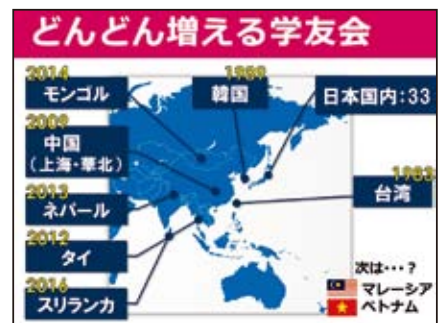 どんどん増える学友会
2014
モンゴル
1989
韓国
日本国内:33
2009
中国
(上海・華北)
1983
台湾
2013
ネパール
2012
タイ
2016
スリランカ
次は・・・?
マレーシア
ベトナム